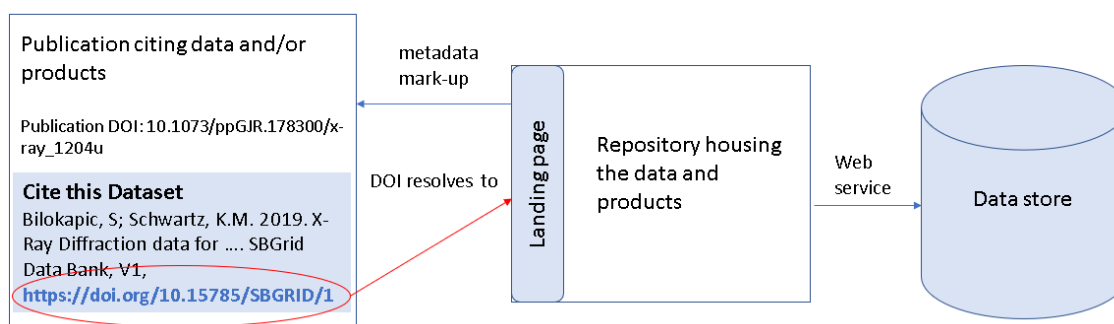 Publication citing data and/or
products
Publication DOI: 10.1073/ppGJR.178300/x-
ray_1204u
Cite this Dataset
Bilokapic, S; Schwartz, K.M. 2019. X-
Ray Diffraction data for .... SBGrid
Data Bank, V1,
https://doi.org/10.15785/SBGRID/1
metadata
mark-up
DOI resolves to
Landing page
Repository housing
the data and
products
Web
service
Data store